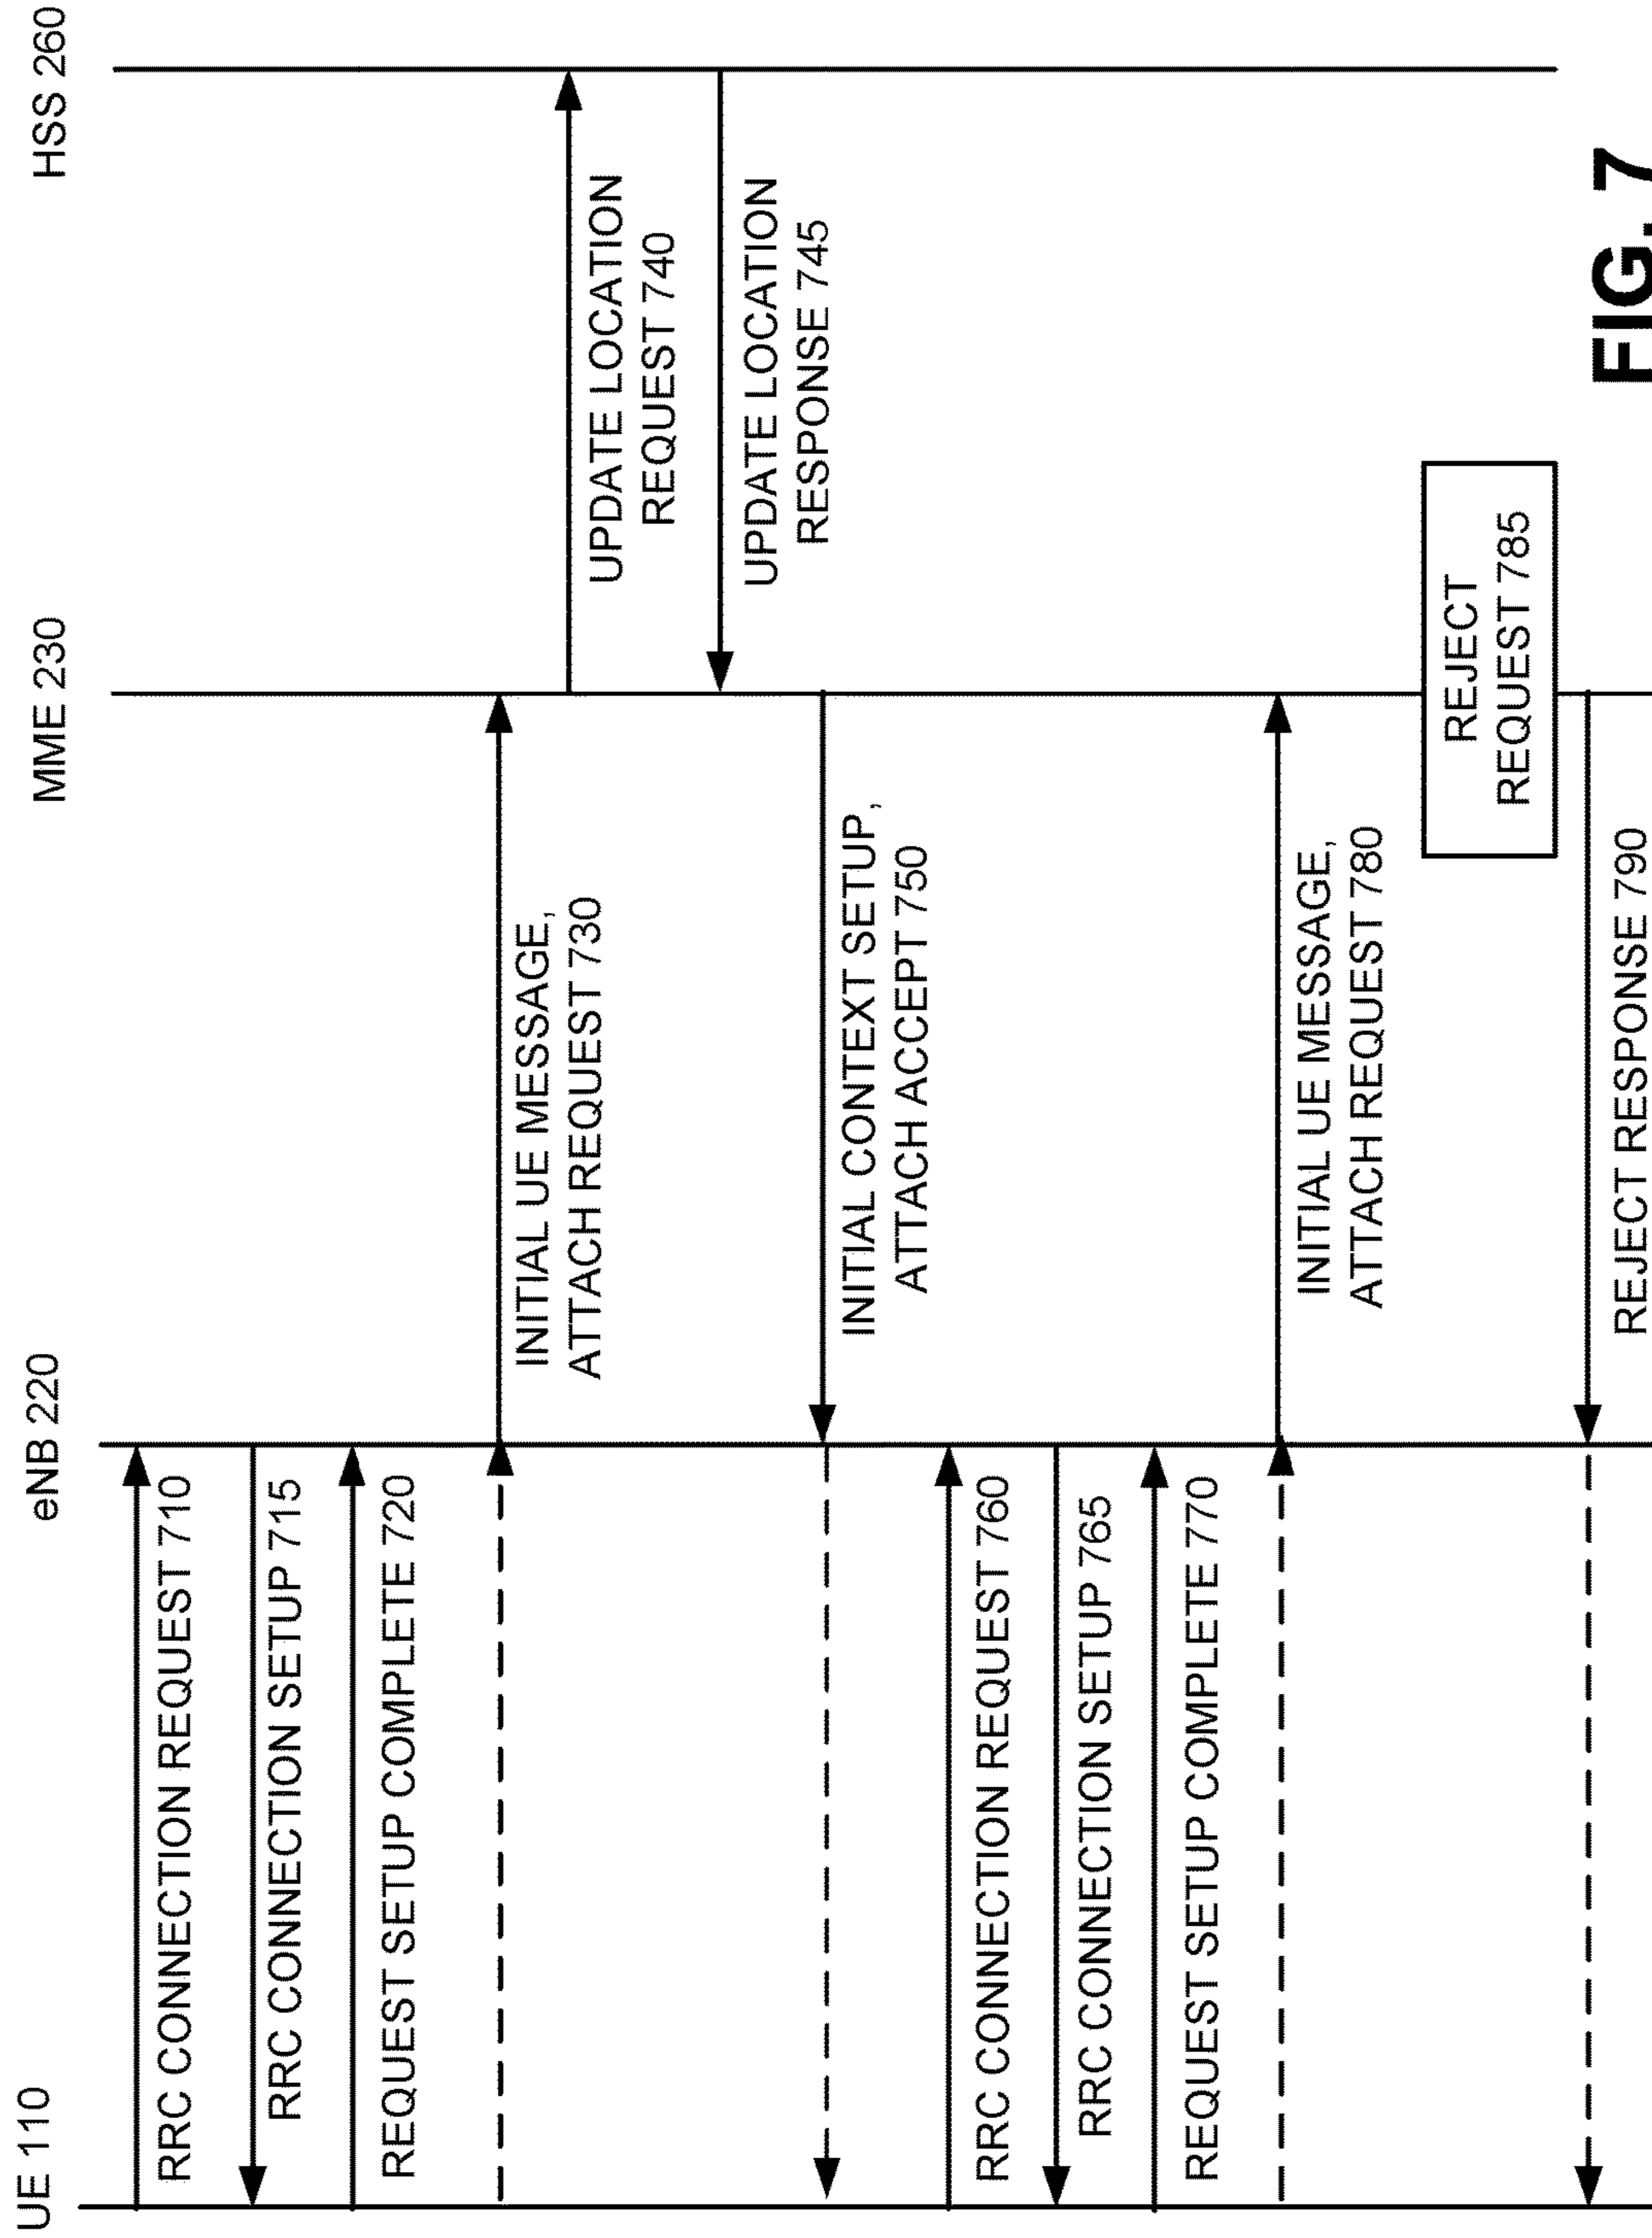 UE 110
eNB 220
MME 230
HSS 260
RRC CONNECTION REQUEST 710
RRC CONNECTION SETUP 715
REQUEST SETUP COMPLETE 720
INITIAL UE MESSAGE,
ATTACH REQUEST 730
UPDATE LOCATION
REQUEST 740
UPDATE LOCATION
RESPONSE 745
INITIAL CONTEXT SETUP,
ATTACH ACCEPT 750
RRC CONNECTION REQUEST 760
RRC CONNECTION SETUP 765
REQUEST SETUP COMPLETE 770
INITIAL UE MESSAGE,
ATTACH REQUEST 780
REJECT
REQUEST 785
REJECT RESPONSE 790
FIG. 7